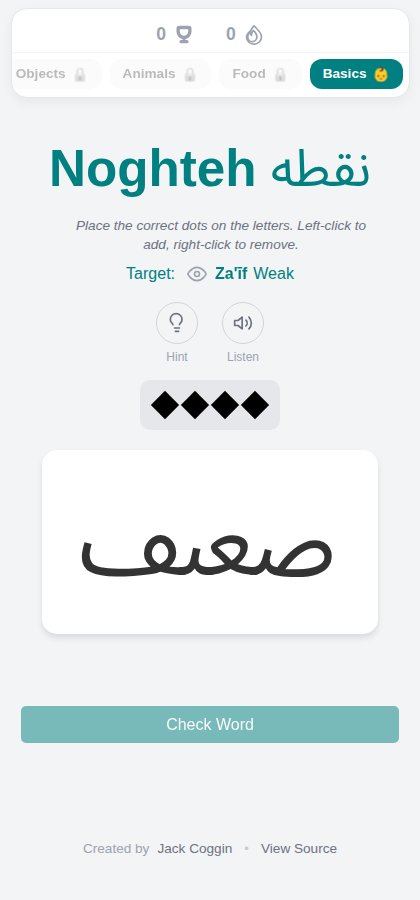 0 0
Objects Animals Food Basics
Noghteh نقطه
Place the correct dots on the letters. Left-click to
add, right-click to remove.
Target: Za'īf Weak
Hint Listen
صعٮڡ
Check Word
Created by Jack Coggin • View Source